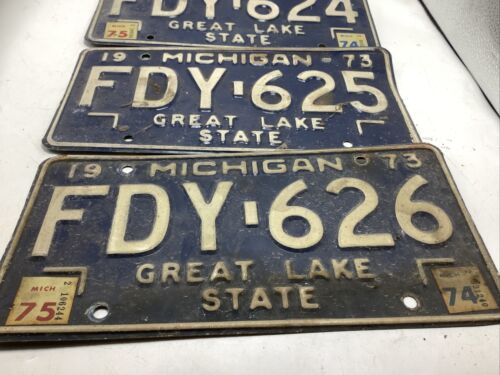 FDY 624
75 GREAT LAKE 74
STATE
19 MICHIGAN 73
FDY 625
GREAT LAKE
STATE
19 MICHIGAN 73
FDY 626
GREAT LAKE
STATE
MICH
75
74